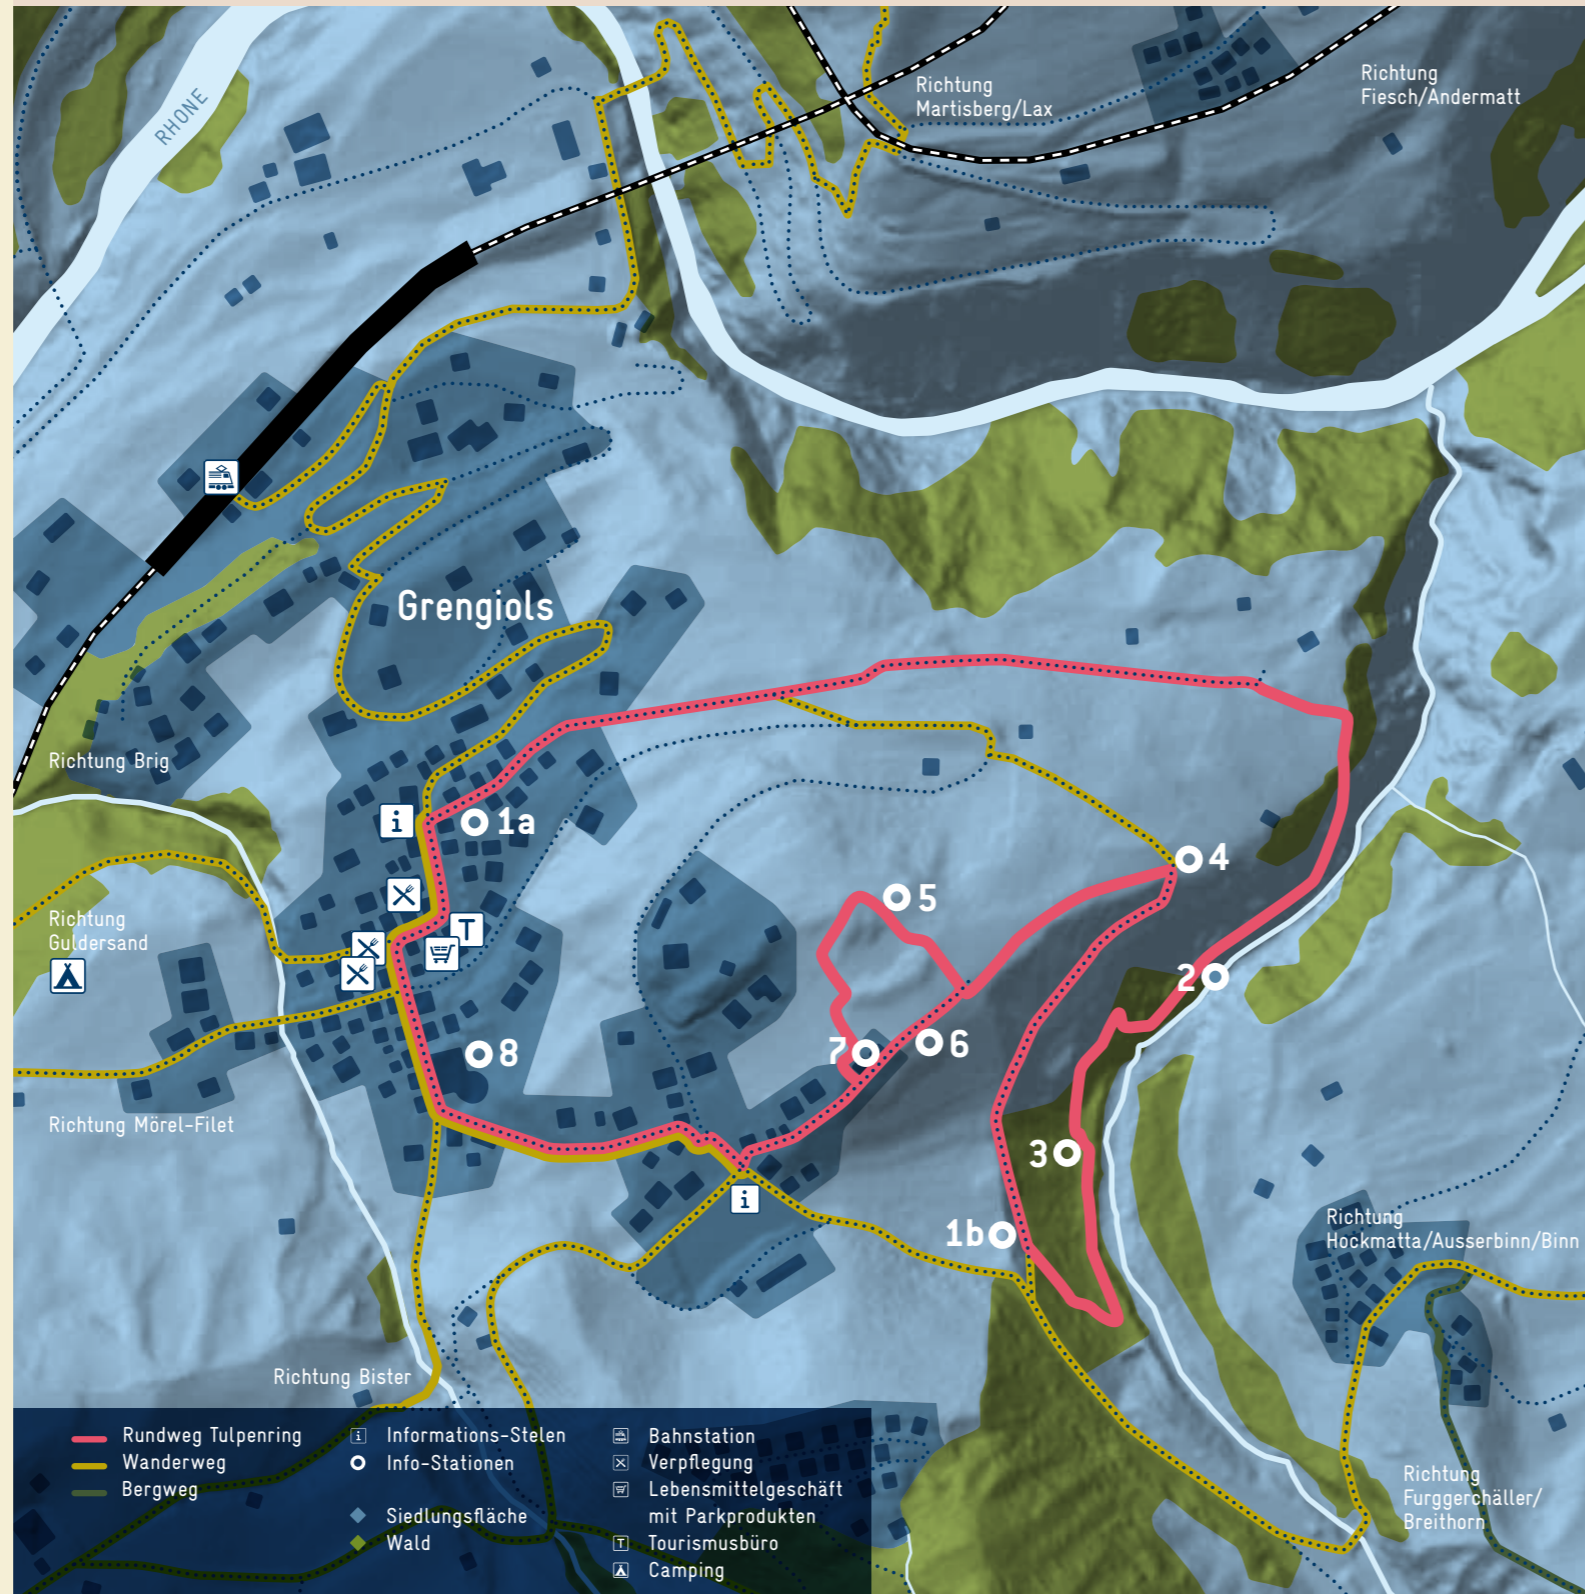 RHONE
Richtung
Martisberg/Lax
Richtung
Fiesch/Andermatt
Grengiols
Richtung Brig
i
1a
4
5
Richtung
Guldersand
T
2
8
7
6
Richtung Mörel-Filet
3
i
1b
Richtung
Hockmatta/Ausserbinn/Binn
Richtung Bister
Richtung
Furggerchäller/
Breithorn
Rundweg Tulpenring
Wanderweg
Bergweg
i Informations-Stelen
Info-Stationen
Siedlungsfläche
Wald
Bahnstation
Verpflegung
Lebensmittelgeschäft
mit Parkprodukten
T Tourismusbüro
Camping